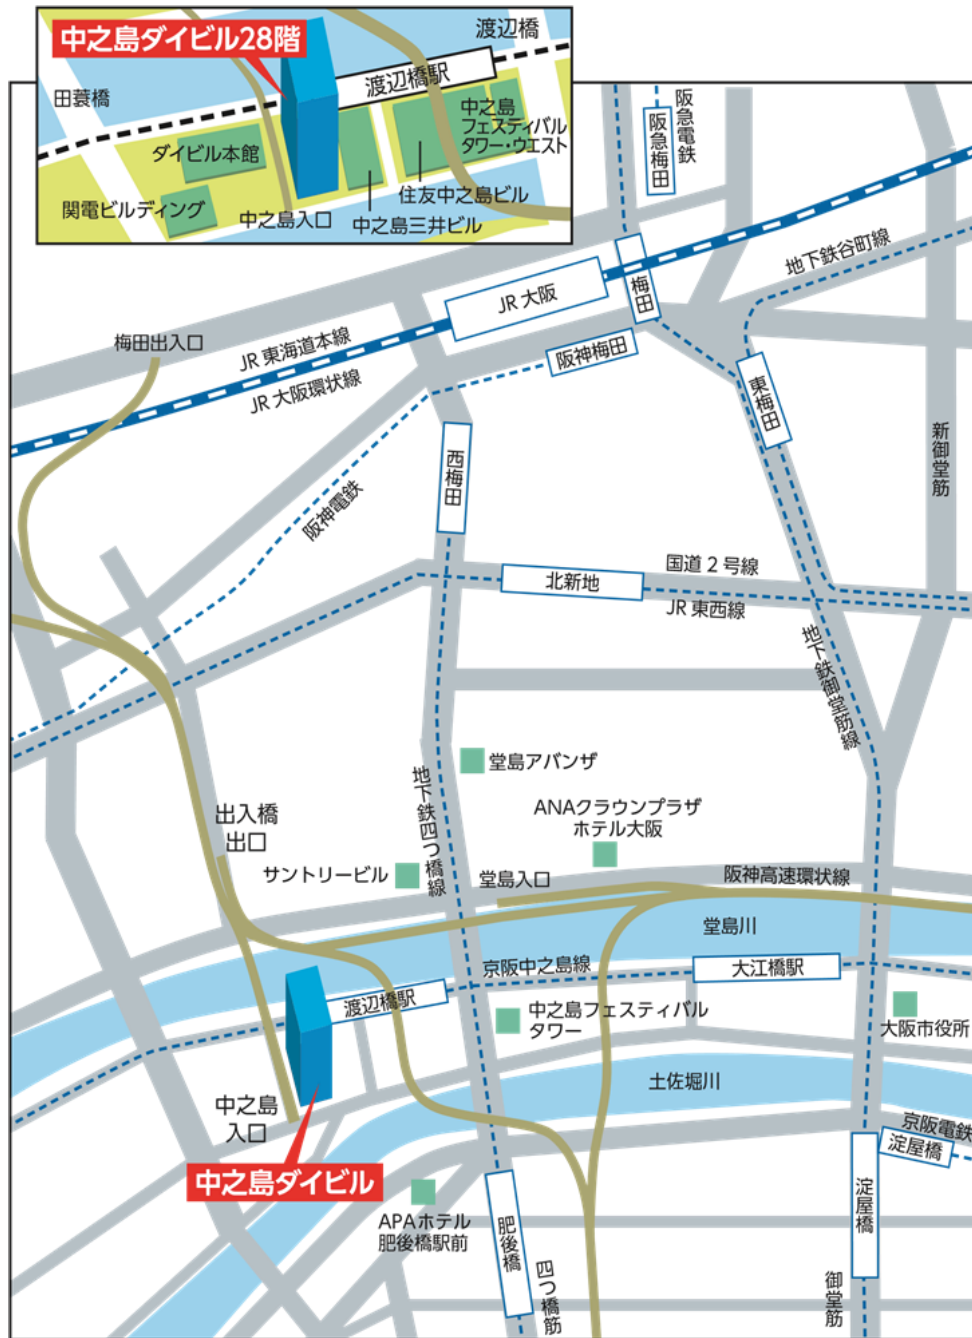 中之島ダイビル28階
渡辺橋
渡辺橋駅
田蓑橋
中之島
フェスティバル
タワー・ウエスト
ダイビル本館
住友中之島ビル
関電ビルディング
中之島入口
中之島三井ビル
阪急電鉄
阪急梅田
地下鉄谷町線
梅田
JR 大阪
梅田出入口
JR 東海道本線
阪神梅田
JR 大阪環状線
東梅田
新御堂筋
西梅田
阪神電鉄
国道 2 号線
北新地
JR 東西線
地下鉄御堂筋線
堂島アバンザ
地下鉄四つ橋線
ANAクラウンプラザ
ホテル大阪
出入橋
出口
サントリービル
堂島入口
阪神高速環状線
堂島川
京阪中之島線
大江橋駅
渡辺橋駅
中之島フェスティバル
タワー
大阪市役所
土佐堀川
中之島
入口
京阪電鉄
淀屋橋
中之島ダイビル
淀屋橋
APAホテル
肥後橋駅前
肥後橋
四つ橋筋
御堂筋